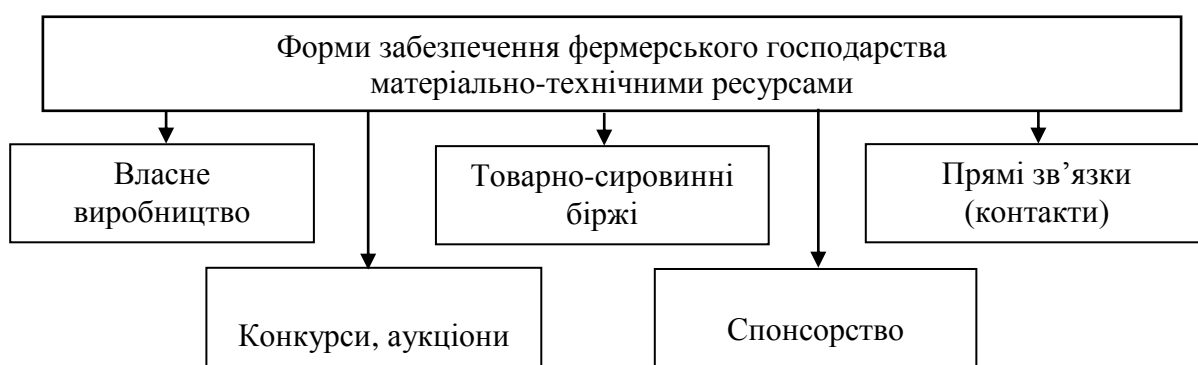 Форми забезпечення фермерського господарства
матеріально-технічними ресурсами
Власне
виробництво
Товарно-сировинні
біржі
Прямі зв’язки
(контакти)
Конкурси, аукціони
Спонсорство